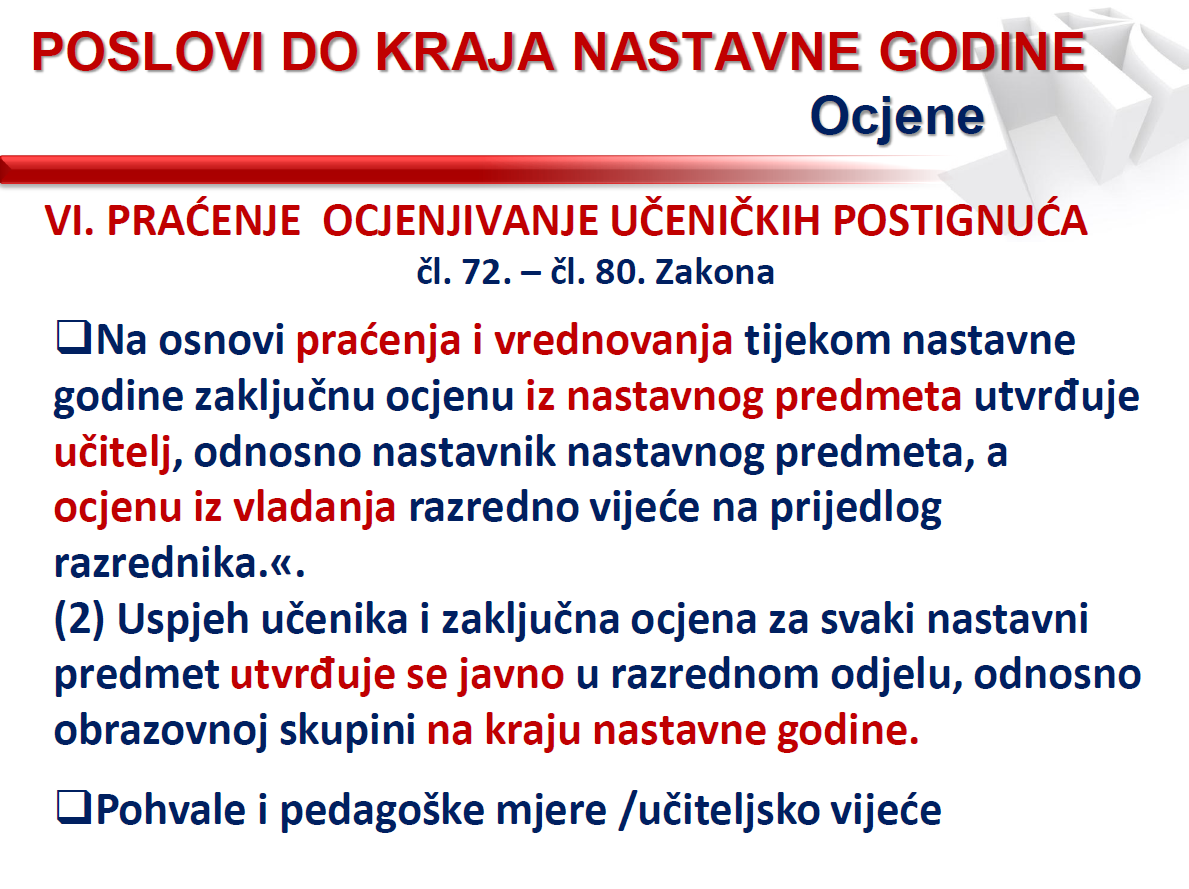 POSLOVI DO KRAJA NASTAVNE GODINE
Ocjene
VI. PRAĆENJE  OCJENJIVANJE UČENIČKIH POSTIGNUĆA
čl. 72. – čl. 80. Zakona
❑Na osnovi praćenja i vrednovanja tijekom nastavne
godine zaključnu ocjenu iz nastavnog predmeta utvrđuje
učitelj, odnosno nastavnik nastavnog predmeta, a
ocjenu iz vladanja razredno vijeće na prijedlog
razrednika.«.
(2) Uspjeh učenika i zaključna ocjena za svaki nastavni
predmet utvrđuje se javno u razrednom odjelu, odnosno
obrazovnoj skupini na kraju nastavne godine.
❑Pohvale i pedagoške mjere /učiteljsko vijeće